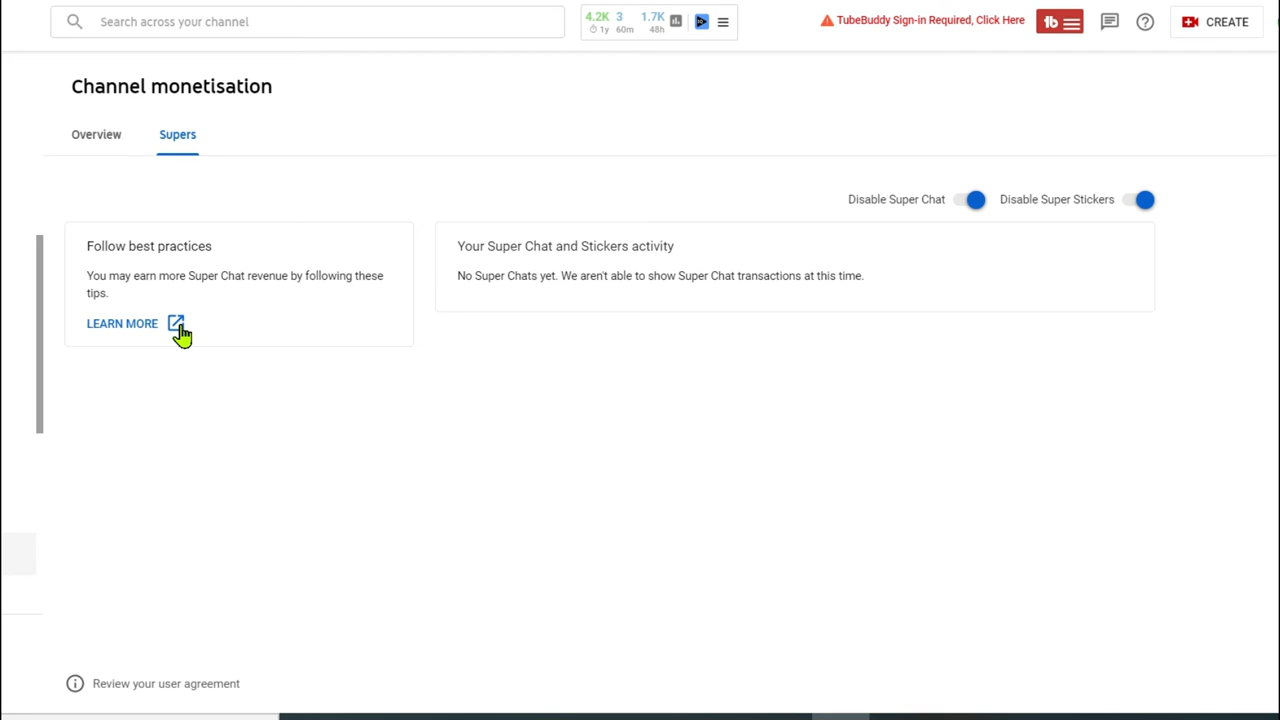 Search across your channel
4.2K 3 1.7K
1y 60m 48h
TubeBuddy Sign-in Required, Click Here
tb
CREATE
Channel monetisation
Overview
Supers
Disable Super Chat
Disable Super Stickers
Follow best practices
You may earn more Super Chat revenue by following these
tips.
LEARN MORE
Your Super Chat and Stickers activity
No Super Chats yet. We aren't able to show Super Chat transactions at this time.
Review your user agreement